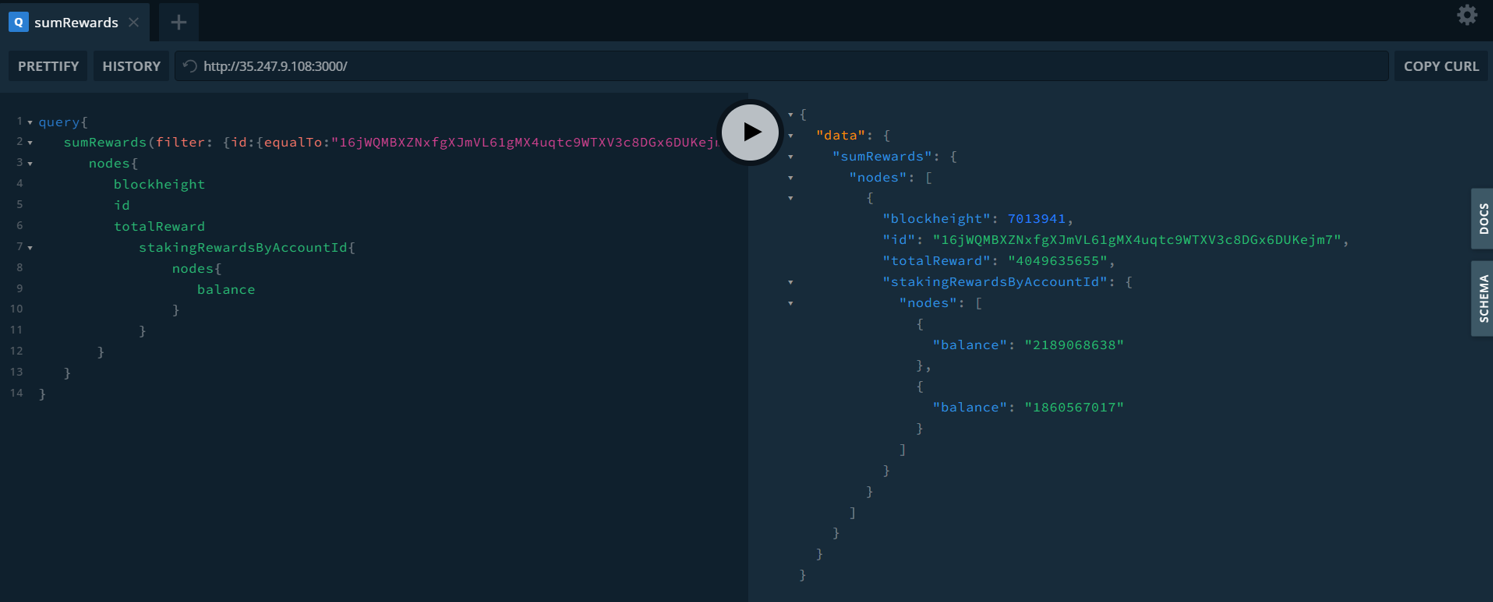 Q sumRewards
PRETTIFY HISTORY http://35.247.9.108:3000/ COPY CURL
1 query{
2 sumRewards(filter: {id:{equalTo:"16jWQMBXZNxfgXJmVL61gMX4uqtc9WTXV3c8DGx6DUKejm
3 nodes{
4 blockheight
5 id
6 totalReward
7 stakingRewardsByAccountId{
8 nodes{
9 balance
10 }
11 }
12 }
13 }
14 }
{
"data": {
"sumRewards": {
"nodes": [
{
"blockheight": 7013941,
"id": "16jWQMBXZNxfgXJmVL61gMX4uqtc9WTXV3c8DGx6DUKejm7",
"totalReward": "4049635655",
"stakingRewardsByAccountId": {
"nodes": [
{
"balance": "2189068638"
},
{
"balance": "1860567017"
}
]
}
}
]
}
}
}
DOCS
SCHEMA